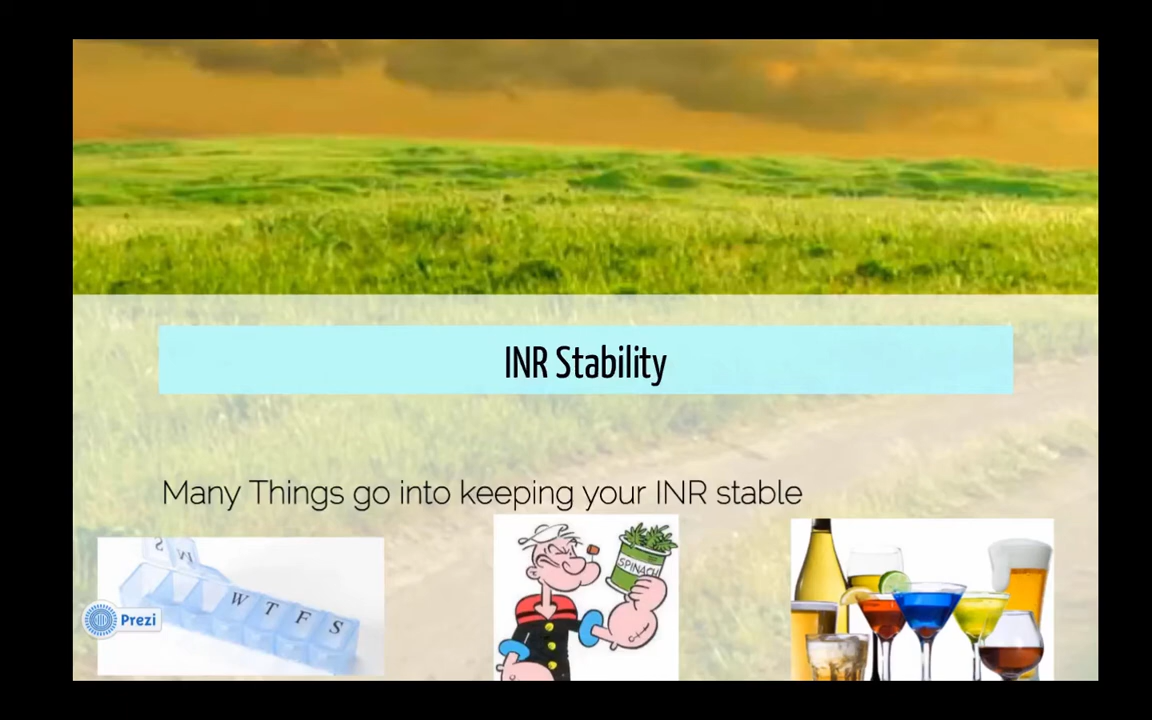 INR Stability
Many Things go into keeping your INR stable
S M
W T F S
SPINACH
Prezi